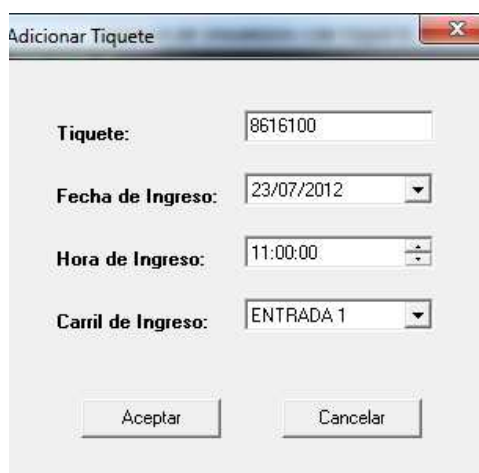 Adicionar Tiquete
Tiquete: 8616100
Fecha de Ingreso: 23/07/2012
Hora de Ingreso: 11:00:00
Carril de Ingreso: ENTRADA 1
Aceptar Cancelar